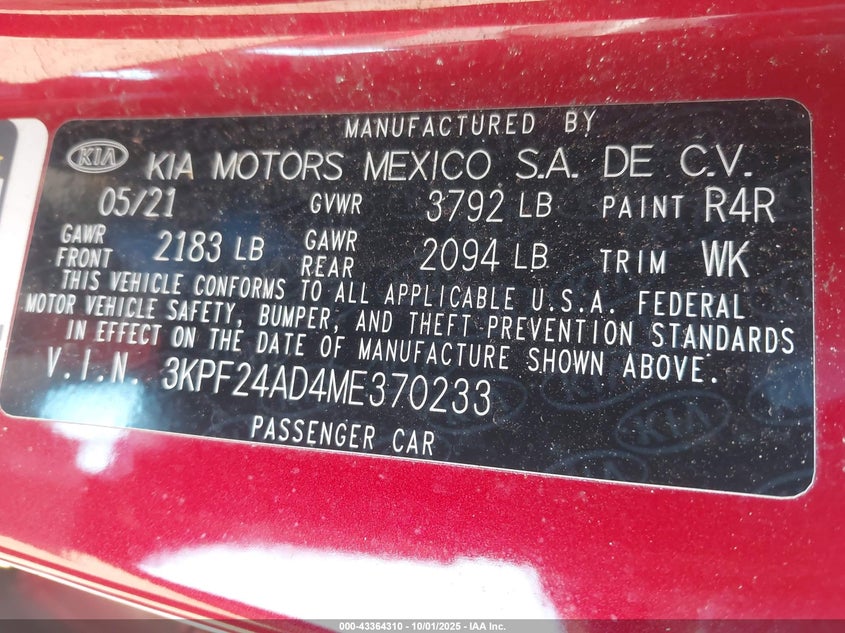 MANUFACTURED BY
KIA KIA MOTORS MEXICO S.A. DE C.V.
05/21 GVWR 3792 LB PAINT R4R
GAWR FRONT 2183 LB GAWR REAR 2094 LB TRIM WK
THIS VEHICLE CONFORMS TO ALL APPLICABLE U.S.A. FEDERAL
MOTOR VEHICLE SAFETY, BUMPER, AND THEFT PREVENTION STANDARDS
IN EFFECT ON THE DATE OF MANUFACTURE SHOWN ABOVE.
V.I.N. 3KPF24AD4ME370233
PASSENGER CAR
000-43364310 - 10/01/2025 - IAA Inc.